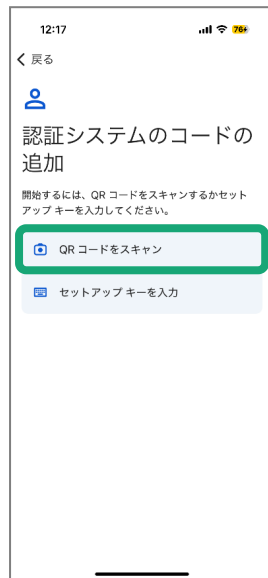 12:17
76
戻る
認証システムのコードの
追加
開始するには、QR コードをスキャンするかセット
アップ キーを入力してください。
QR コードをスキャン
セットアップ キーを入力